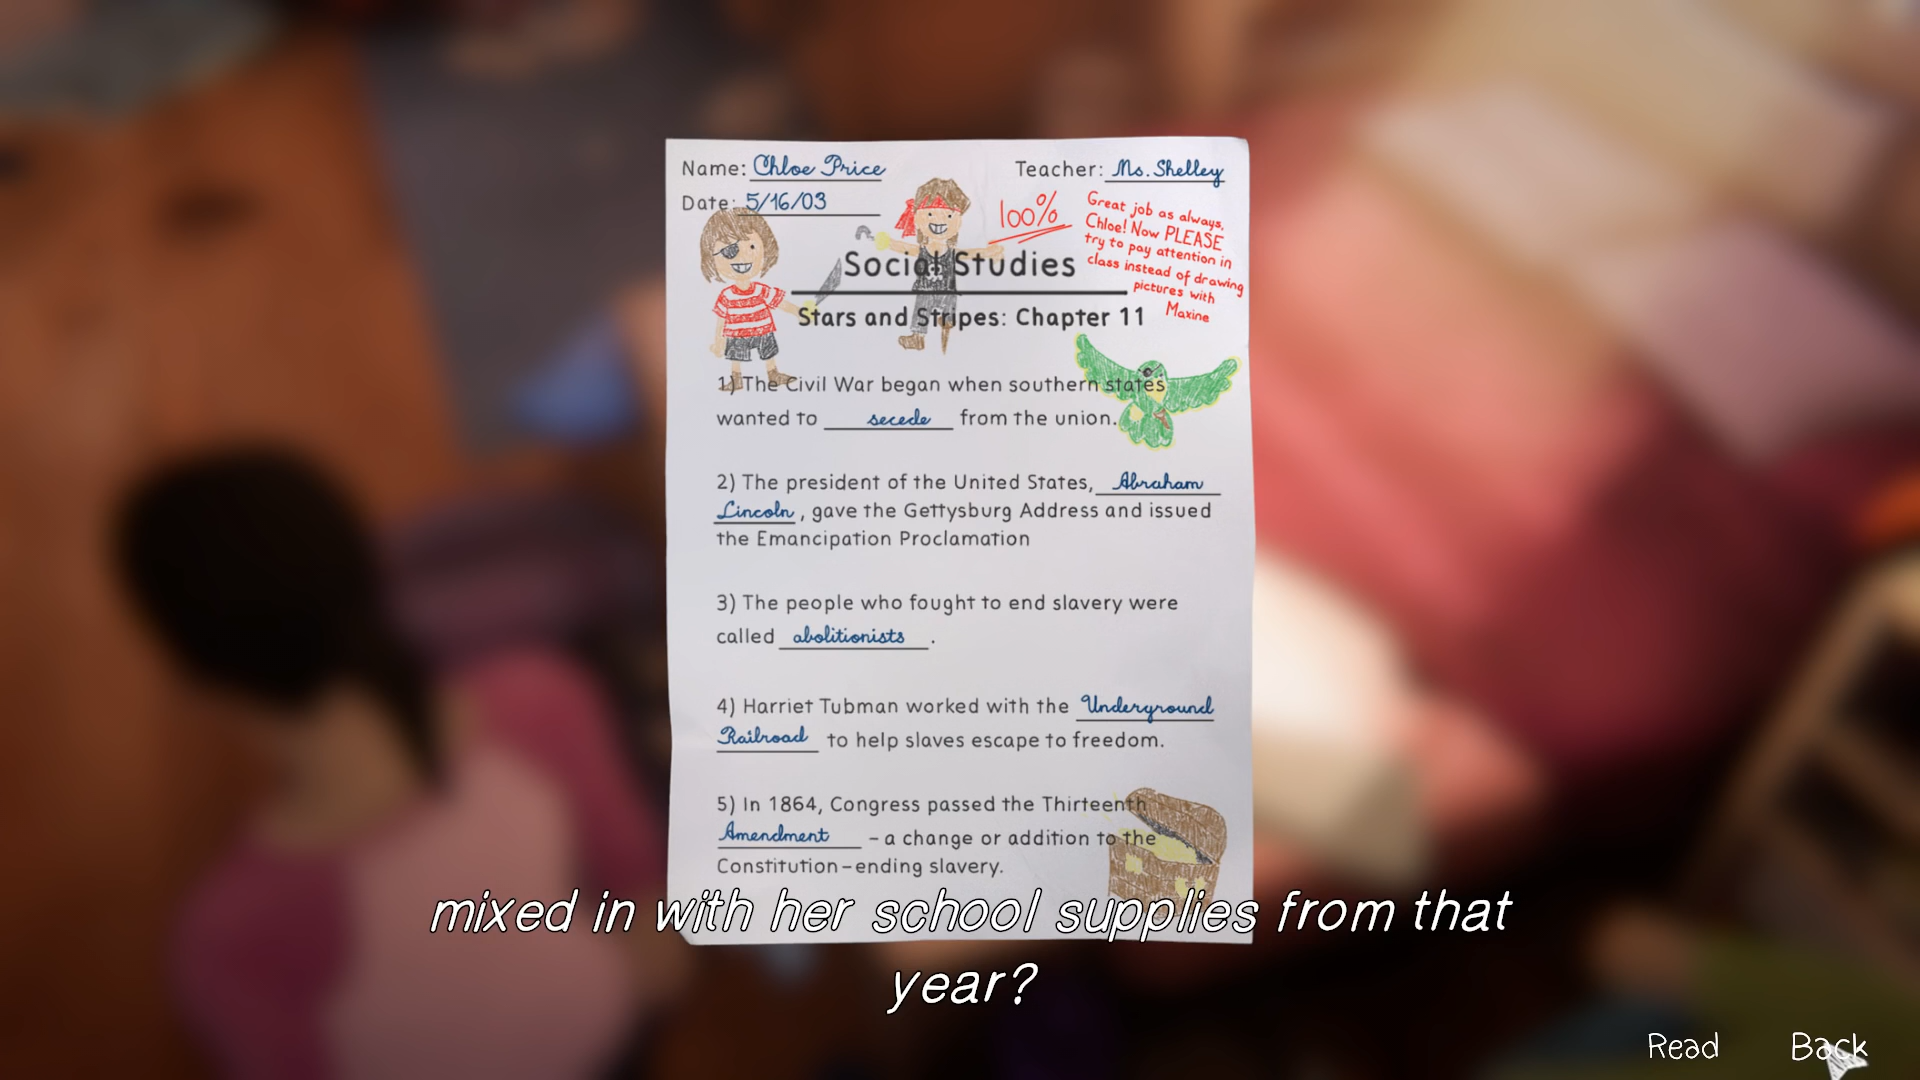 Name: Chloe Price
Teacher: Ms. Shelley
Date: 5/16/03
100%
Great job as always,
Chloe! Now PLEASE
try to pay attention in
class instead of drawing
pictures with
Maxine
Social Studies
Stars and Stripes: Chapter 11
1) The Civil War began when southern states
wanted to secede from the union.
2) The president of the United States, Abraham
Lincoln, gave the Gettysburg Address and issued
the Emancipation Proclamation
3) The people who fought to end slavery were
called abolitionists.
4) Harriet Tubman worked with the Underground
Railroad to help slaves escape to freedom.
5) In 1864, Congress passed the Thirteenth
Amendment – a change or addition to the
Constitution – ending slavery.
mixed in with her school supplies from that
year?
Read
Back